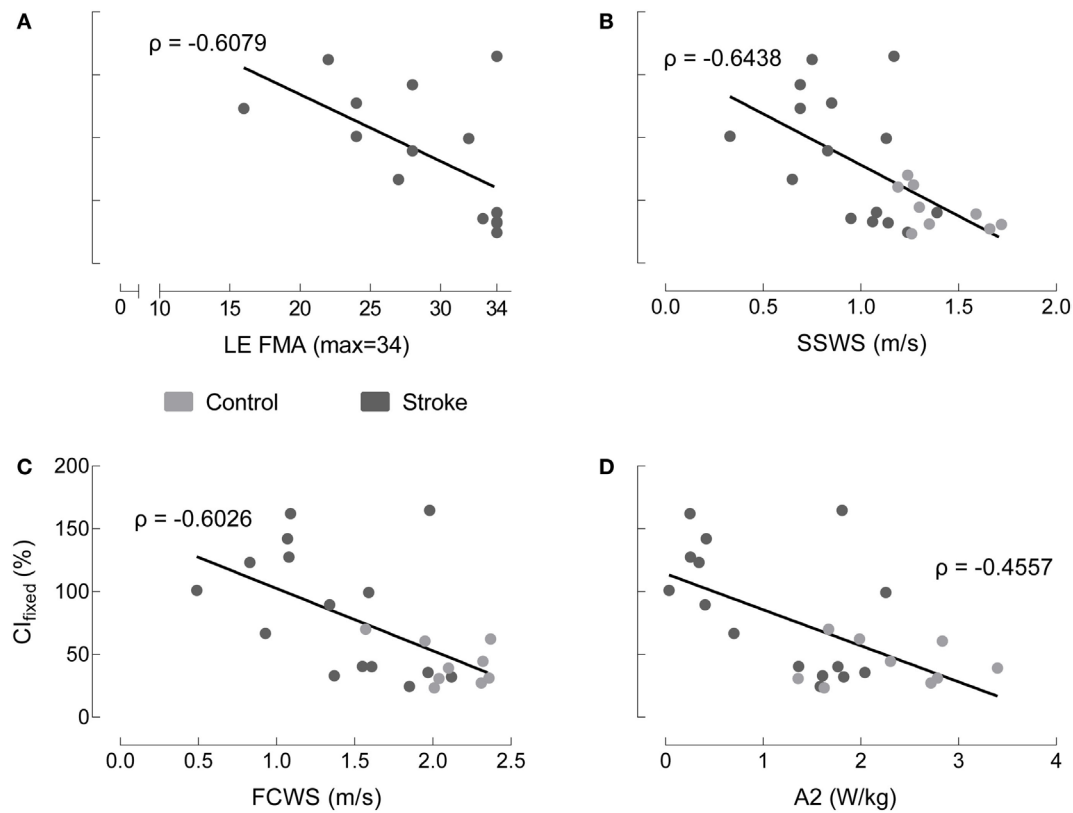 A
ρ = -0.6079
0 10 15 20 25 30 34
LE FMA (max=34)
B
ρ = -0.6438
0.0 0.5 1.0 1.5 2.0
SSWS (m/s)
Control Stroke
C
200
150
100
50
0
CIfixed (%)
ρ = -0.6026
0.0 0.5 1.0 1.5 2.0 2.5
FCWS (m/s)
D
ρ = -0.4557
0 1 2 3 4
A2 (W/kg)